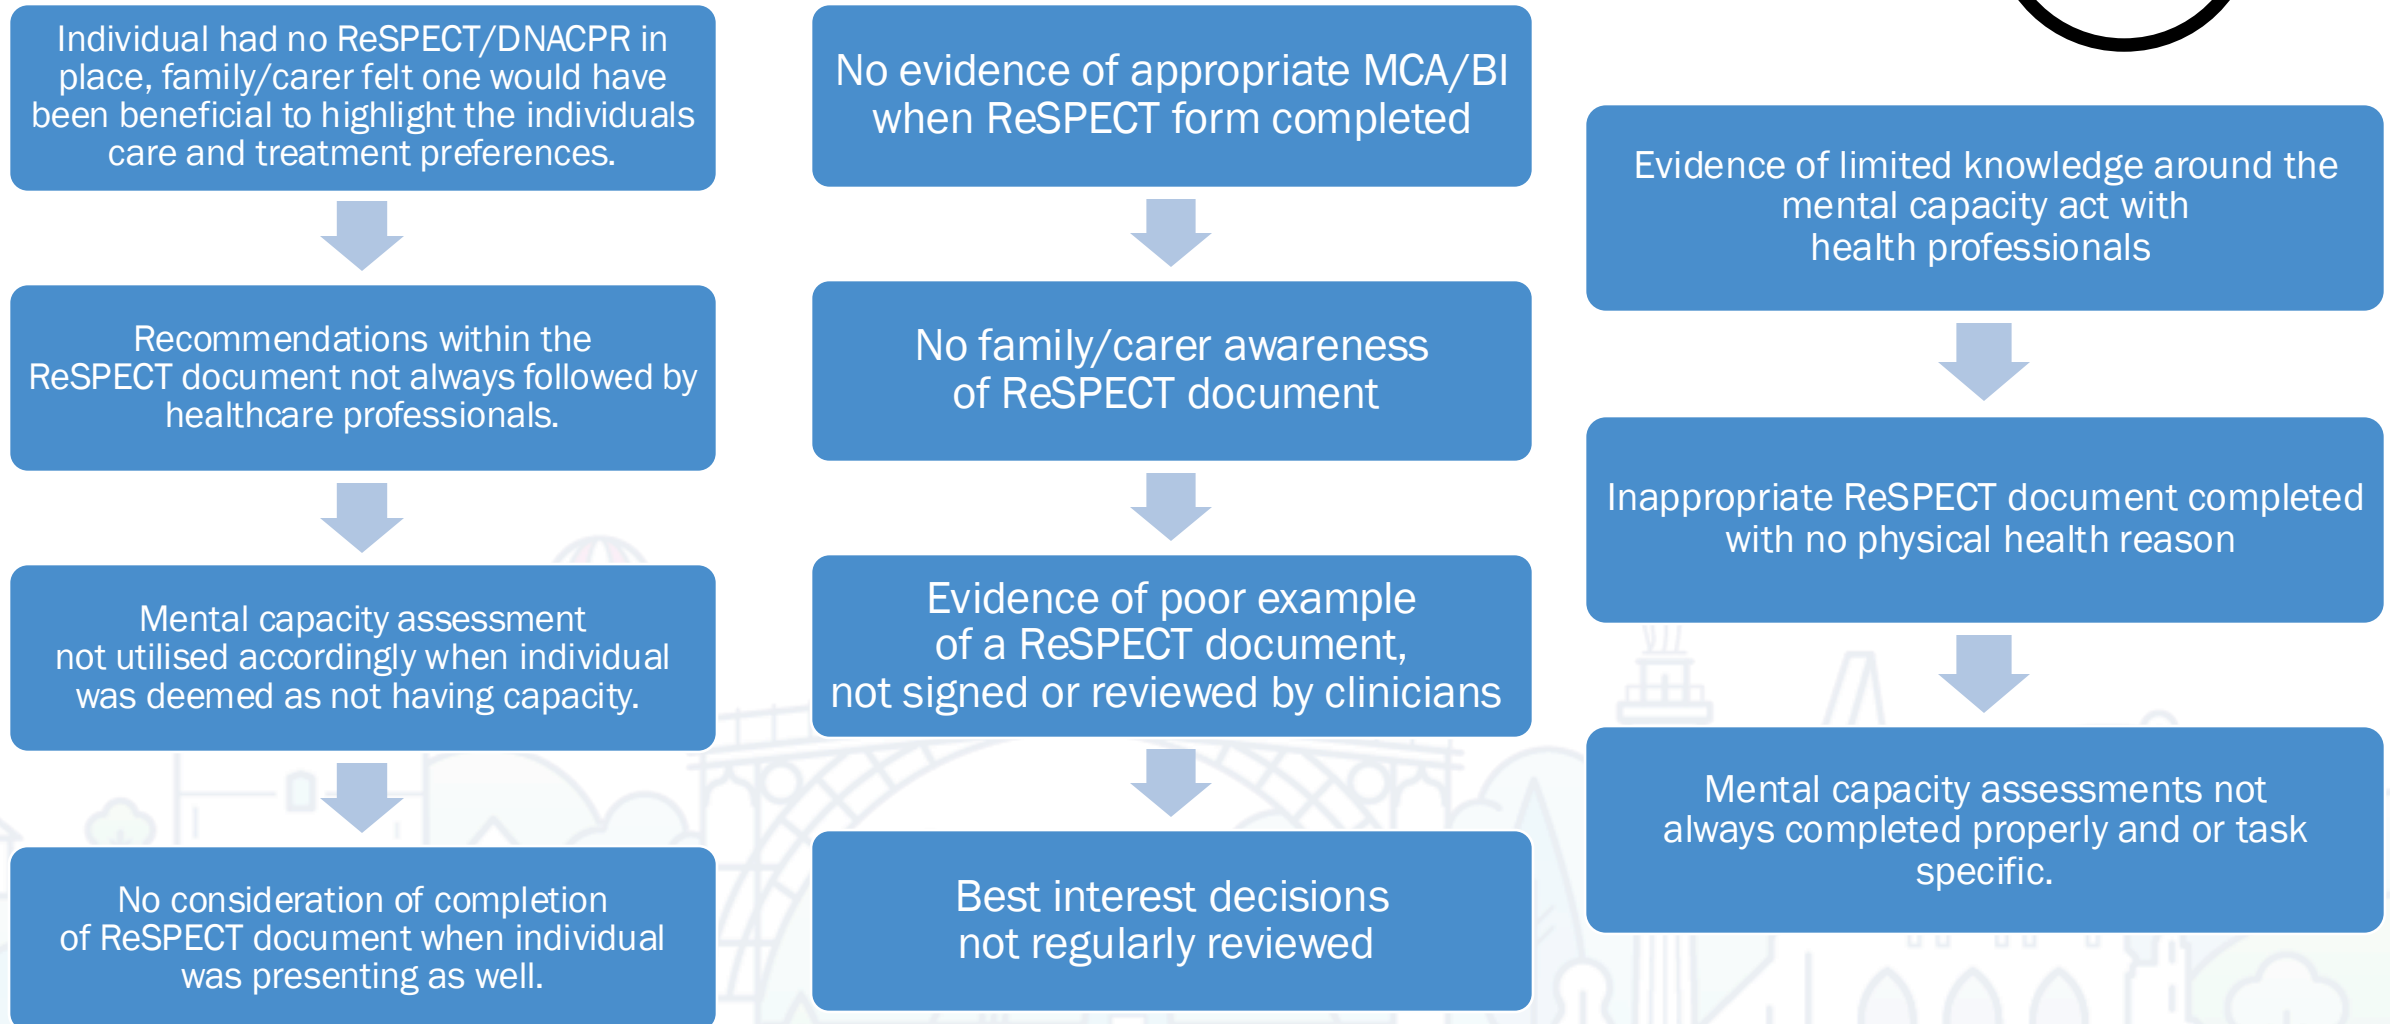 Individual had no ReSPECT/DNACPR in
place, family/carer felt one would have
been beneficial to highlight the individuals
care and treatment preferences.
Recommendations within the
ReSPECT document not always followed by
healthcare professionals.
Mental capacity assessment
not utilised accordingly when individual
was deemed as not having capacity.
No consideration of completion
of ReSPECT document when individual
was presenting as well.
No evidence of appropriate MCA/BI
when ReSPECT form completed
No family/carer awareness
of ReSPECT document
Evidence of poor example
of a ReSPECT document,
not signed or reviewed by clinicians
Best interest decisions
not regularly reviewed
Evidence of limited knowledge around the
mental capacity act with
health professionals
Inappropriate ReSPECT document completed
with no physical health reason
Mental capacity assessments not
always completed properly and or task
specific.